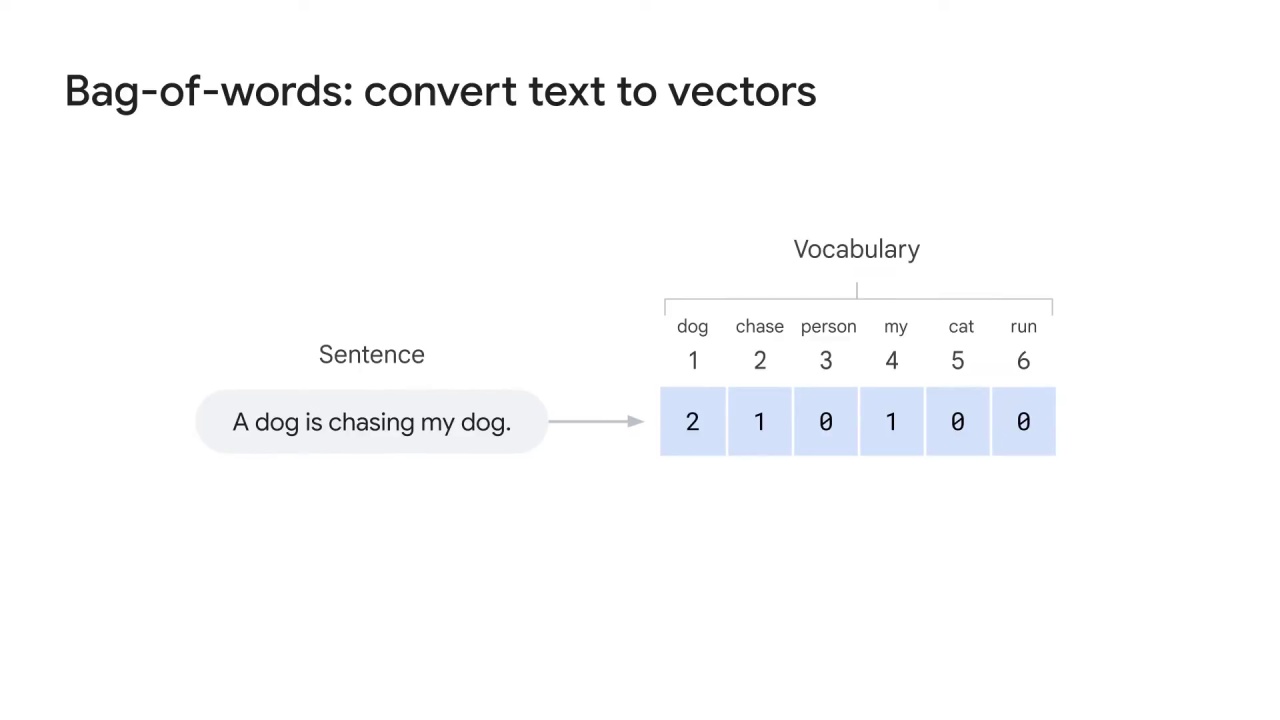 Bag-of-words: convert text to vectors
Vocabulary
dog chase person my cat run
1 2 3 4 5 6
Sentence
A dog is chasing my dog.
2 1 0 1 0 0